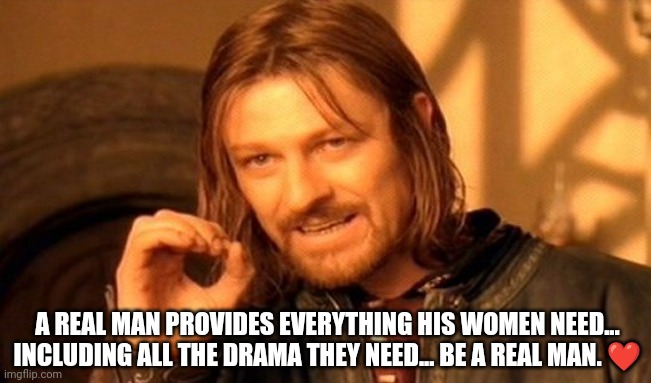 A REAL MAN PROVIDES EVERYTHING HIS WOMEN NEED...
INCLUDING ALL THE DRAMA THEY NEED... BE A REAL MAN. ❤️
imgflip.com